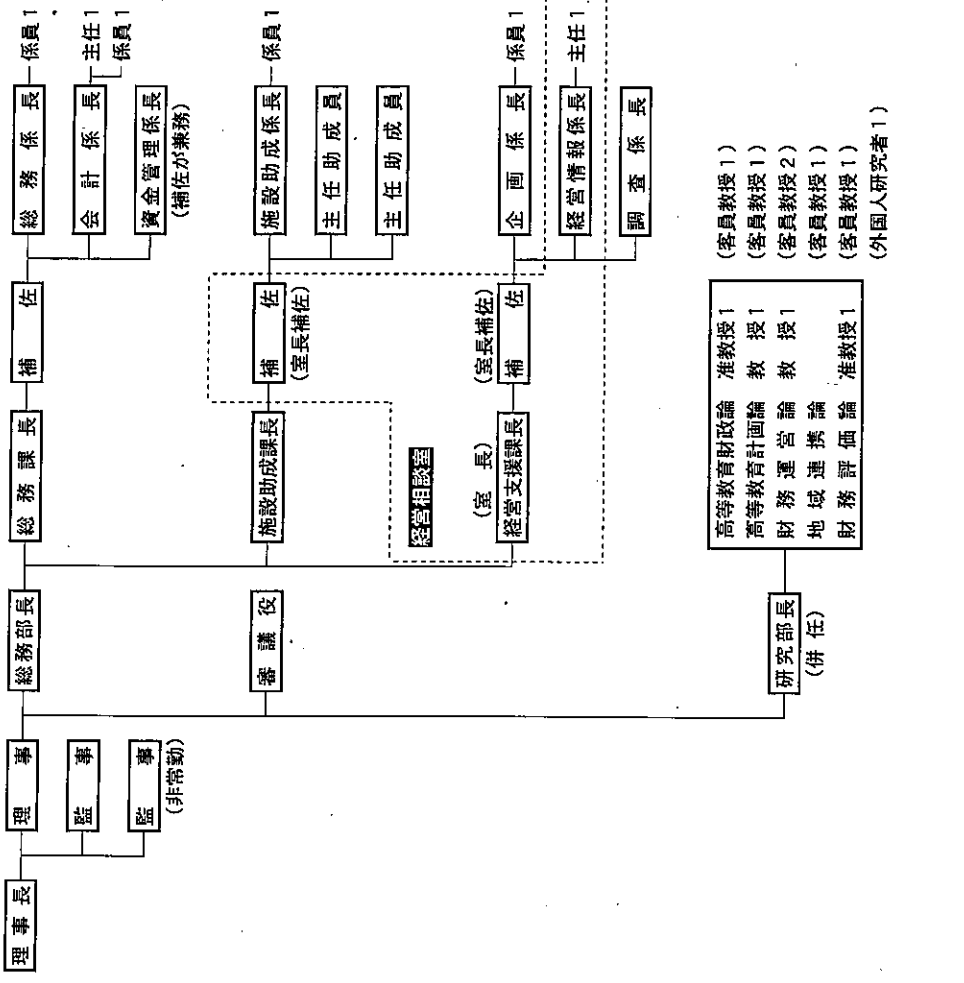 理事長
理事
監事
監事
(非常勤)
総務部長
審議役
研究部長
(併任)
総務課長
補佐
総務係長
係員1
会計係長
主任1
係員1
資金管理係長
(補佐が兼務)
施設助成課長
補佐
(室長補佐)
施設助成係長
係員1
主任助成員
主任助成員
経営相談室
(室長)
経営支援課長
(室長補佐)
補佐
企画係長
係員1
経営情報係長
主任1
調査係長
高等教育財政論 准教授1 (客員教授1)
高等教育計画論 教授1 (客員教授1)
財務運営論 教授1 (客員教授2)
地域連携論 (客員教授1)
財務評価論 准教授1 (客員教授1)
(外国人研究者1)